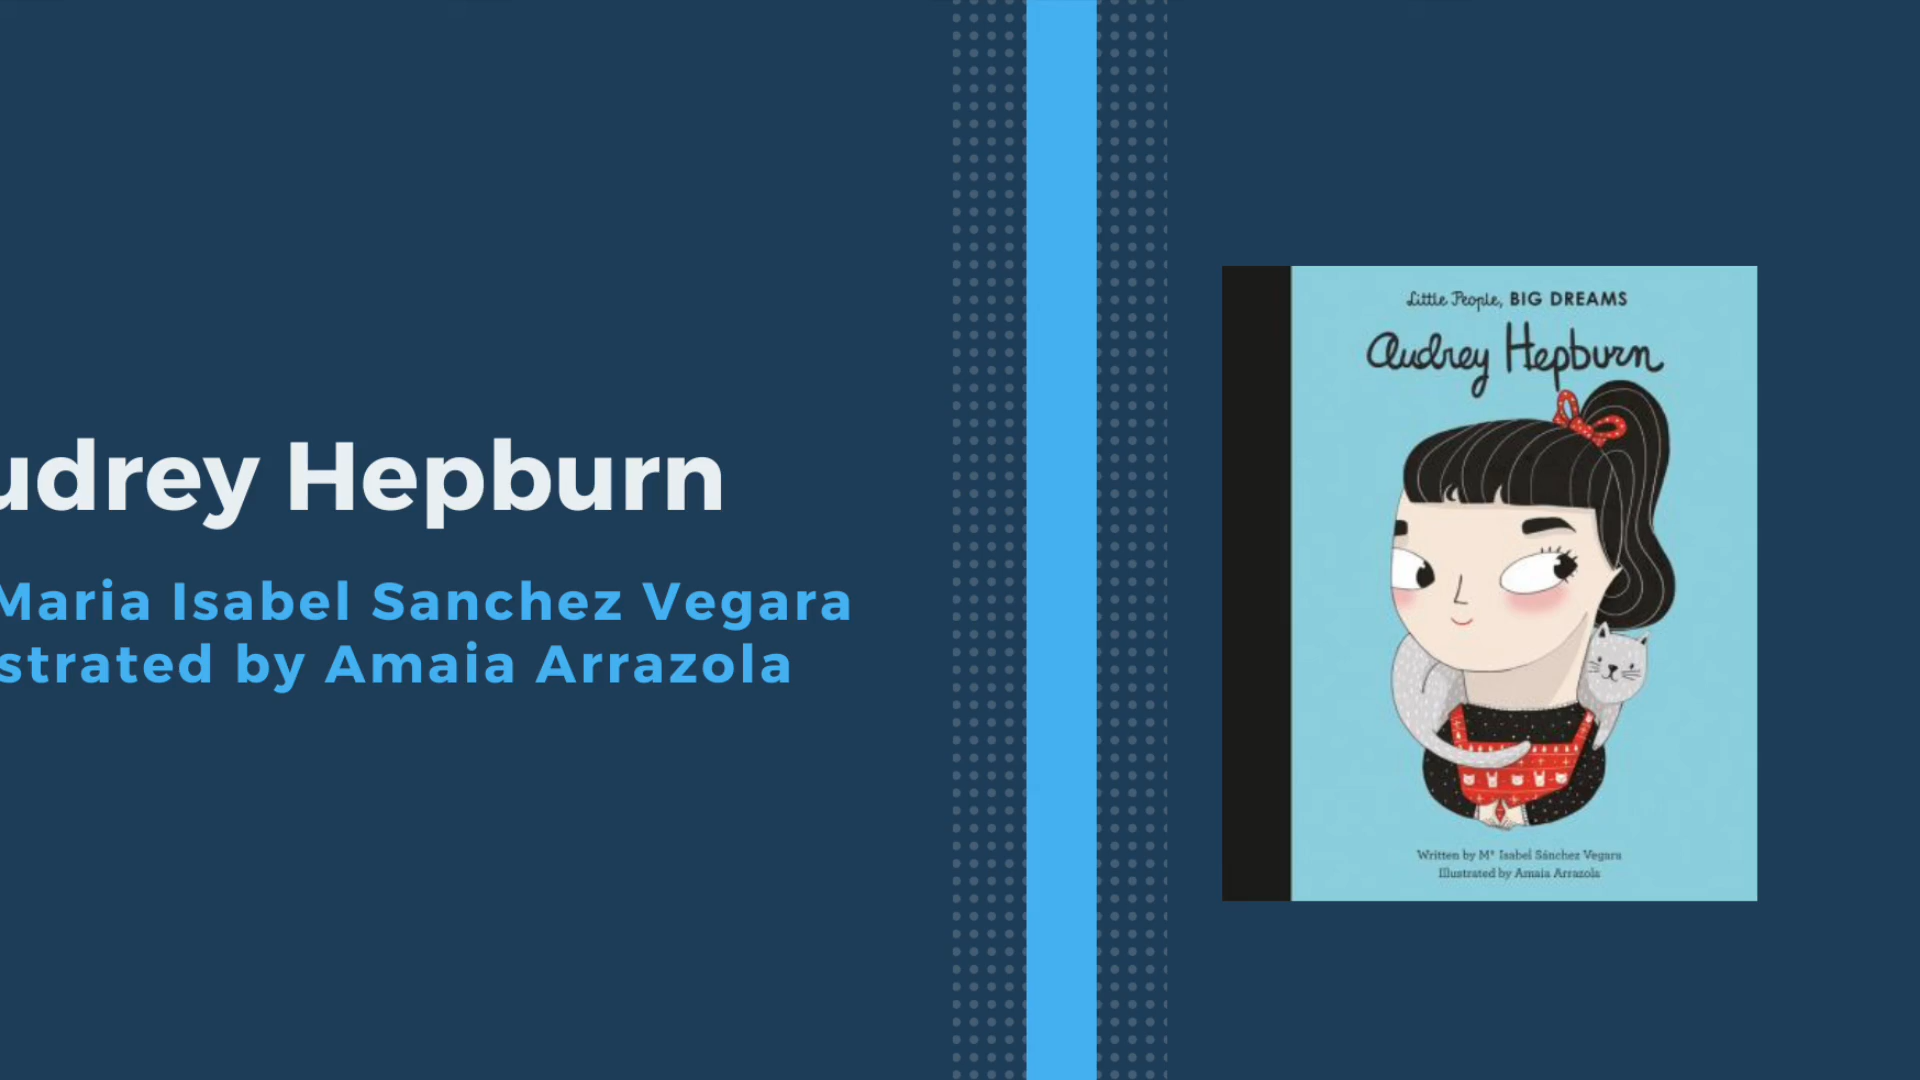 udrey Hepburn
Maria Isabel Sanchez Vegara
strated by Amaia Arrazola
Little People, BIG DREAMS
Audrey Hepburn
Written by Mª Isabel Sánchez Vegara
Illustrated by Amaia Arrazola